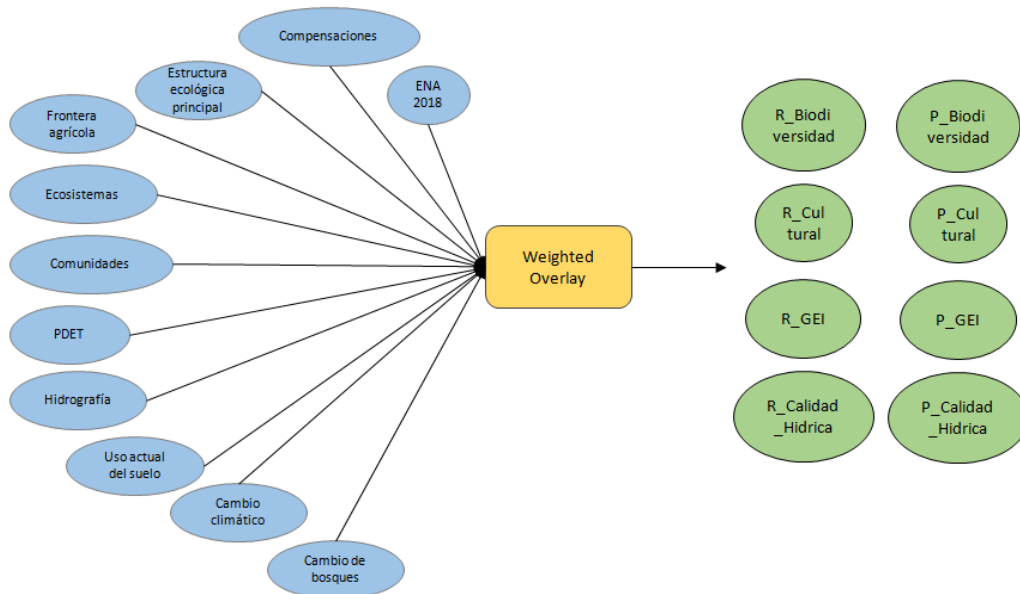 Compensaciones
Estructura
ecológica
principal
ENA
2018
Frontera
agrícola
Ecosistemas
Comunidades
PDET
Hidrografía
Uso actual
del suelo
Cambio
climático
Cambio de
bosques
Weighted
Overlay
R_Biodi
versidad
P_Biodi
versidad
R_Cul
tural
P_Cul
tural
R_GEI
P_GEI
R_Calidad
_Hidrica
P_Calidad
_Hidrica